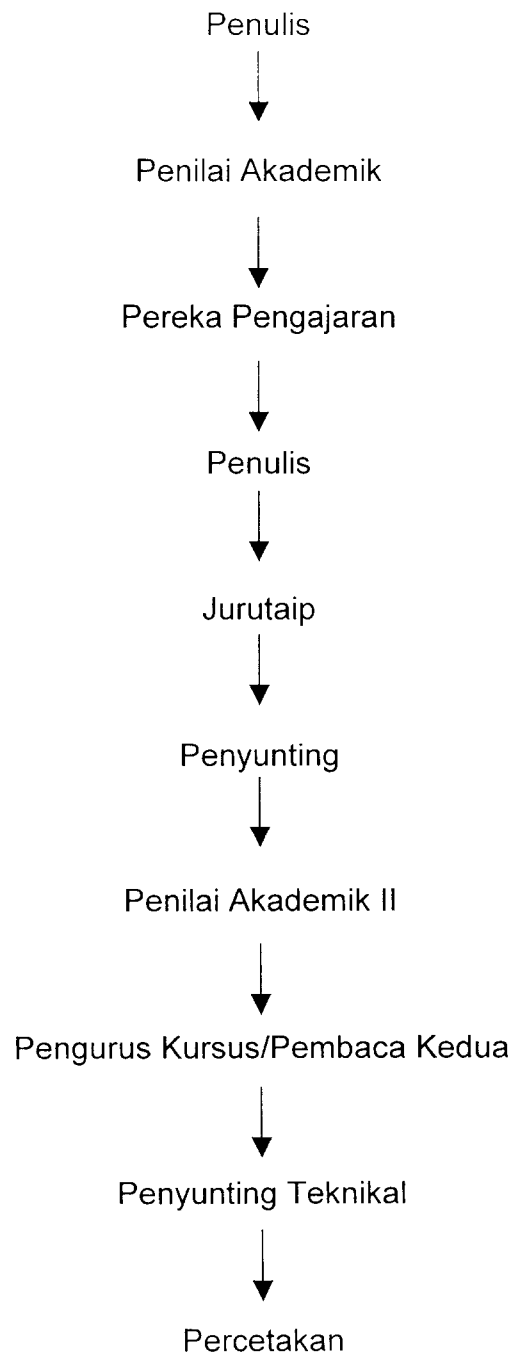 Penulis
Penilai Akademik
Pereka Pengajaran
Penulis
Jurutaip
Penyunting
Penilai Akademik II
Pengurus Kursus/Pembaca Kedua
Penyunting Teknikal
Percetakan